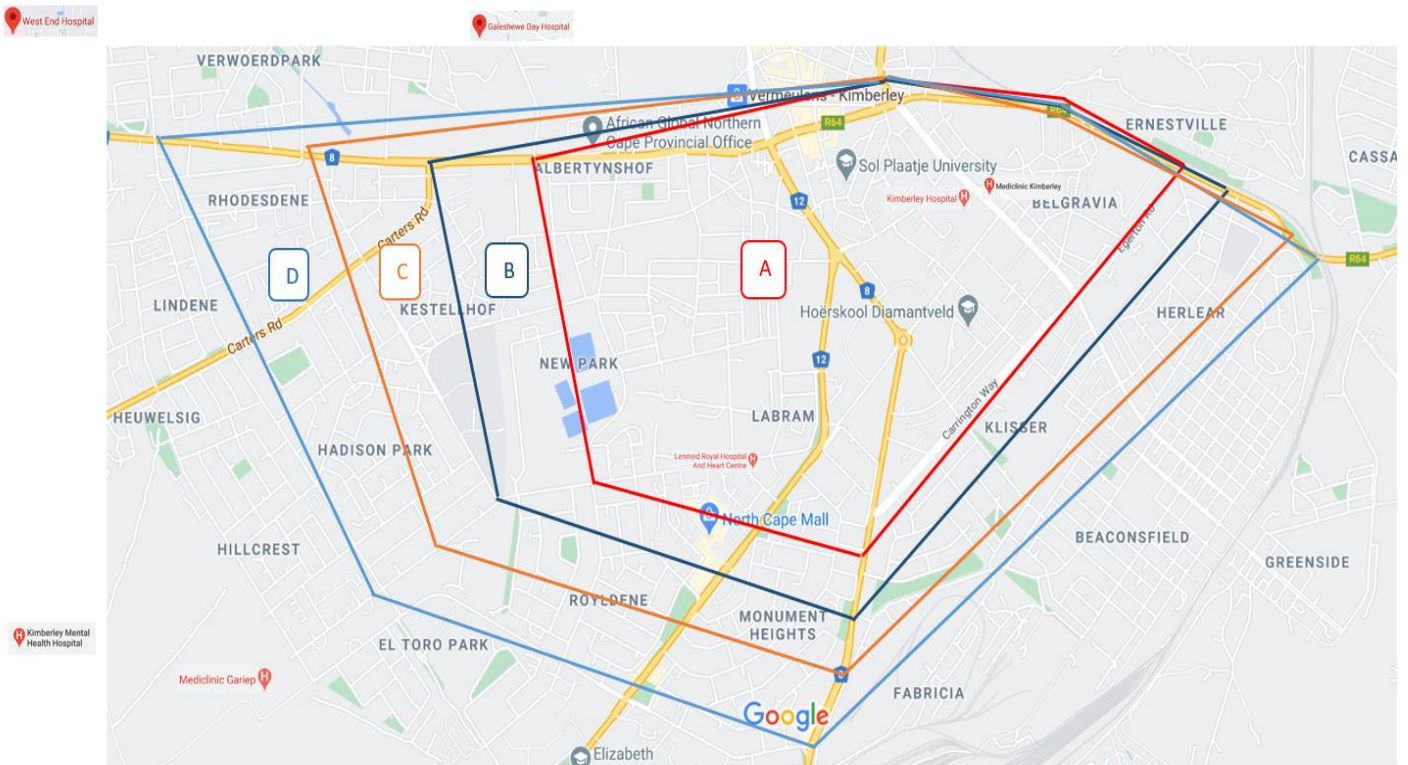 West End Hospital
Galeshewe Day Hospital
VERWOERDPARK
Vermeulens - Kimberley
African Global Northern
Cape Provincial Office
R64
R64
ERNESTVILLE
CASSA
8
ALBERTYNSHOF
Sol Plaatje University
RHODESDENE
12
Kimberley Hospital
Mediclinic Kimberley
BELGRAVIA
Carters Rd
Egerton Rd
R64
D
C
B
A
LINDENE
KESTELLHOF
8
Hoërskool Diamantveld
HERLEAR
Carters Rd
NEW PARK
12
HEUWELSIG
LABRAM
Carrington Way
KLISSER
HADISON PARK
Lenmed Royal Hospital
And Heart Centre
North Cape Mall
HILLCREST
BEACONSFIELD
GREENSIDE
ROYLDENE
MONUMENT
HEIGHTS
Kimberley Mental
Health Hospital
EL TORO PARK
Mediclinic Gariep
FABRICIA
Google
Elizabeth